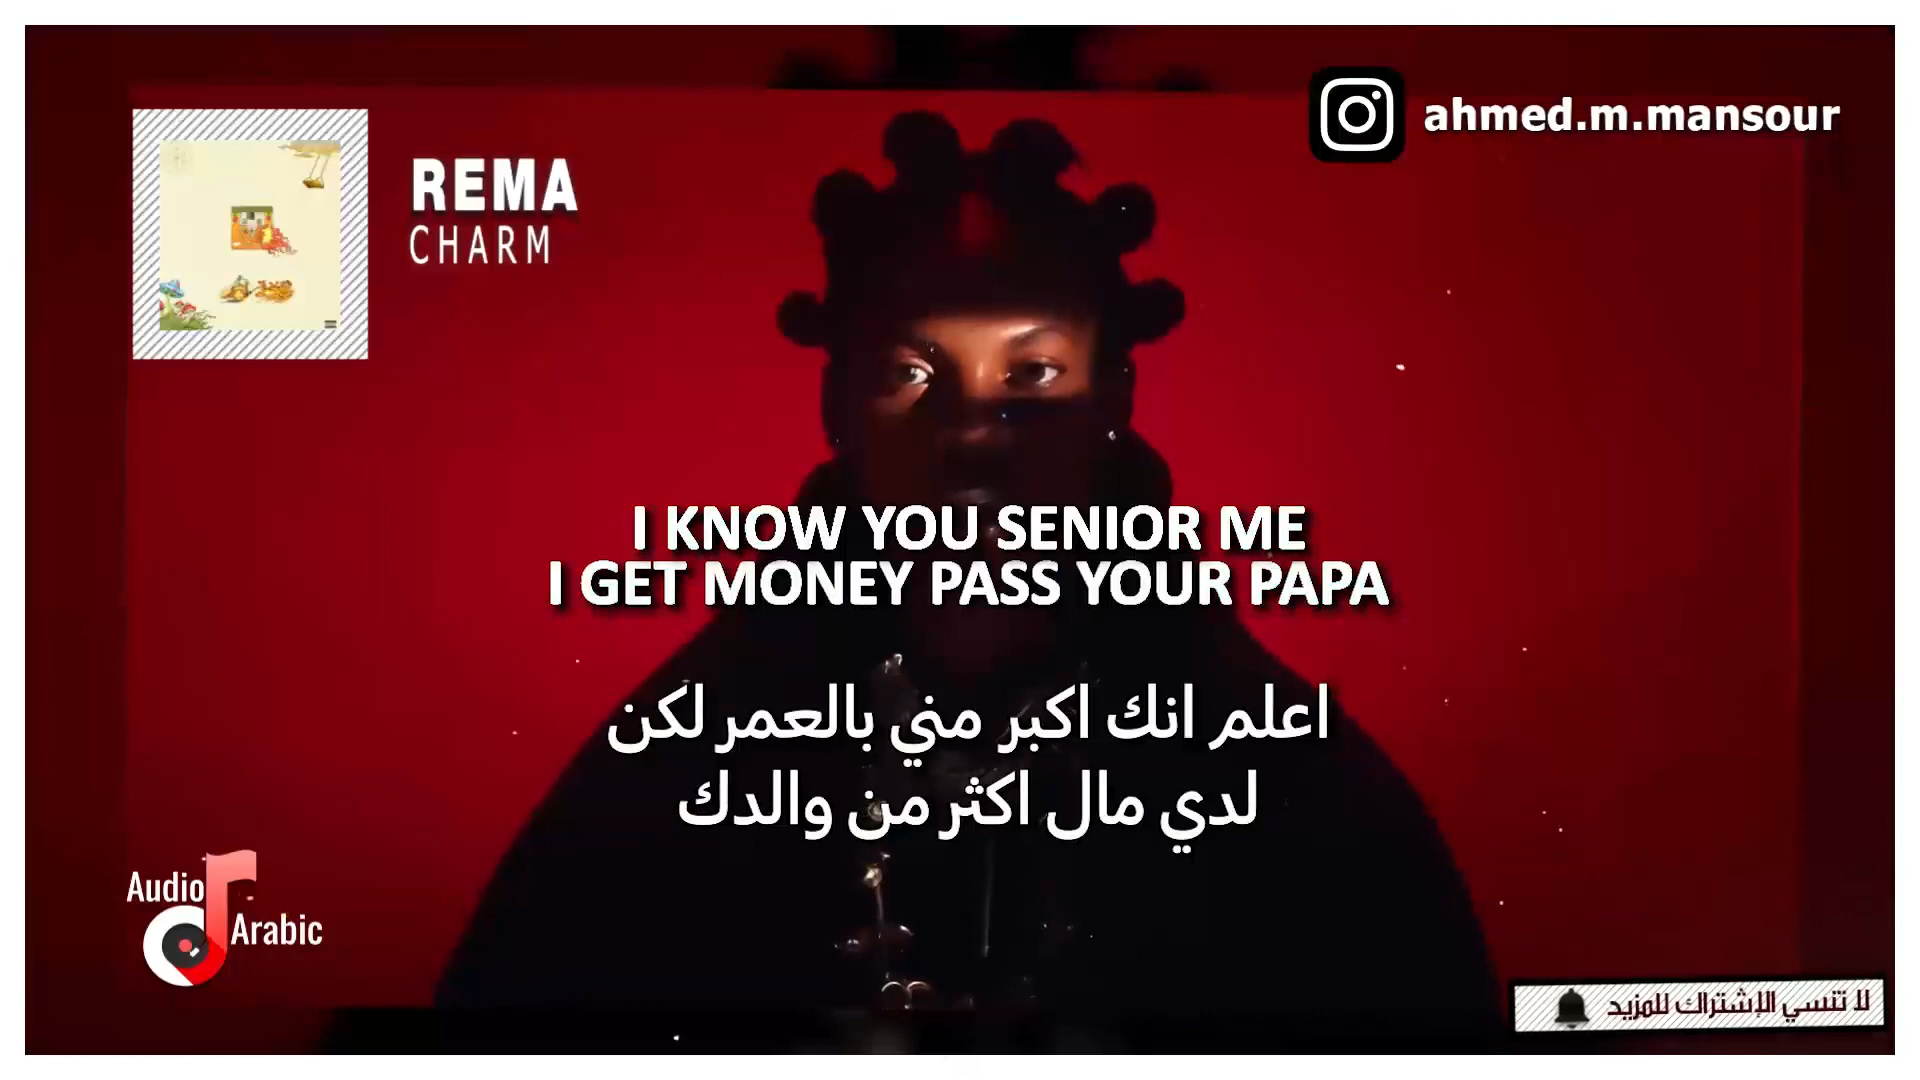 ahmed.m.mansour
REMA
CHARM
I KNOW YOU SENIOR ME
I GET MONEY PASS YOUR PAPA
اعلم انك اكبر مني بالعمر لكن
لدي مال اكثر من والدك
Audio
Arabic
لا تنسي الإشتراك للمزيد